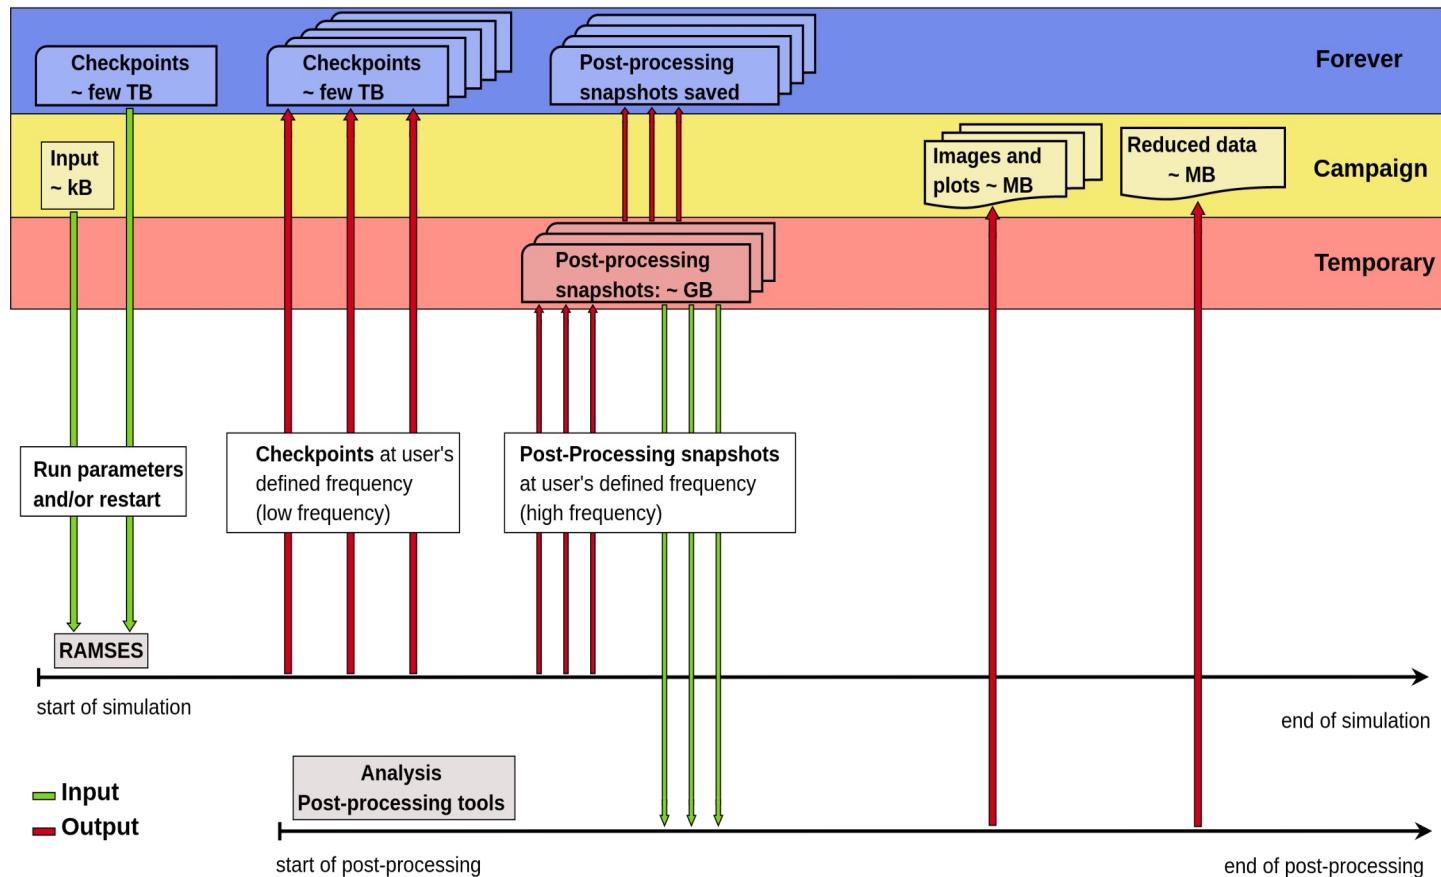 Checkpoints
~ few TB
Checkpoints
~ few TB
Post-processing
snapshots saved
Forever
Input
~ kB
Images and
plots ~ MB
Reduced data
~ MB
Campaign
Post-processing
snapshots: ~ GB
Temporary
Run parameters
and/or restart
Checkpoints at user's
defined frequency
(low frequency)
Post-Processing snapshots
at user's defined frequency
(high frequency)
RAMSES
start of simulation
end of simulation
Analysis
Post-processing tools
Input
Output
start of post-processing
end of post-processing